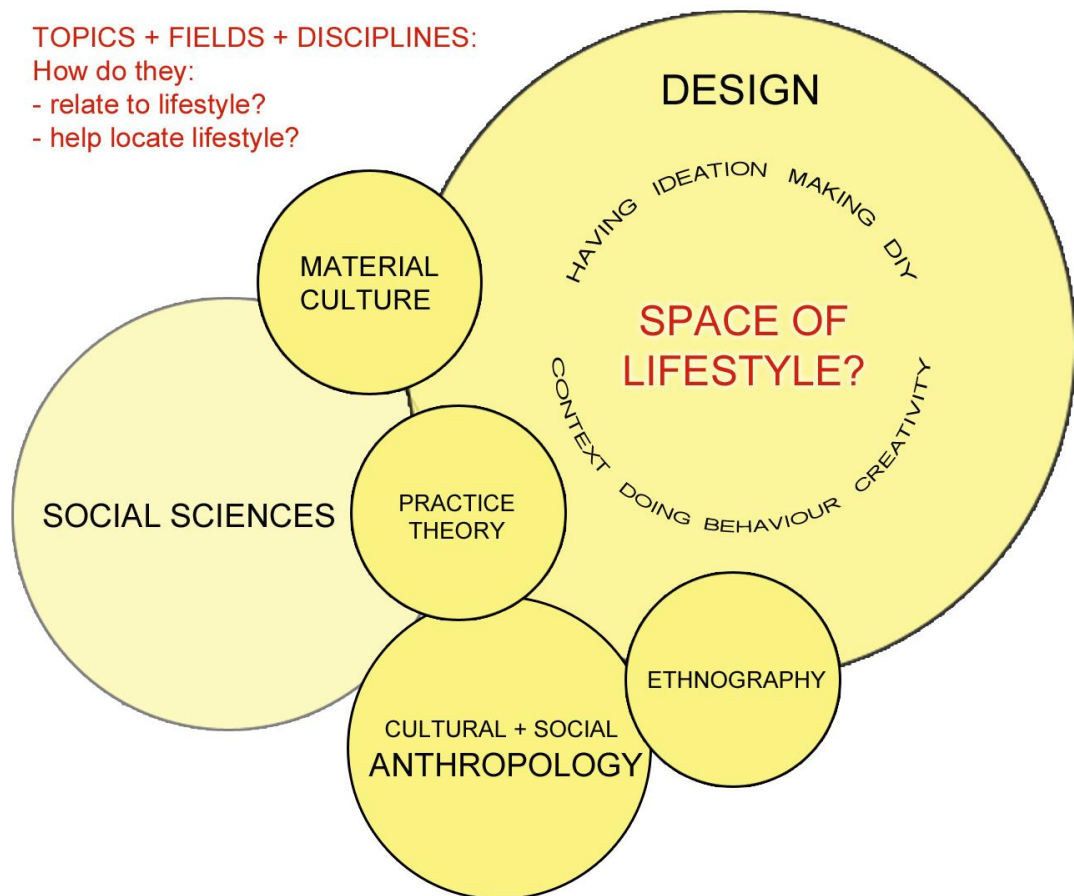 TOPICS + FIELDS + DISCIPLINES:
How do they:
- relate to lifestyle?
- help locate lifestyle?
DESIGN
HAVING IDEATION MAKING DIY
MATERIAL
CULTURE
SPACE OF
LIFESTYLE?
CONTEXT DOING BEHAVIOUR CREATIVITY
SOCIAL SCIENCES
PRACTICE
THEORY
ETHNOGRAPHY
CULTURAL + SOCIAL
ANTHROPOLOGY